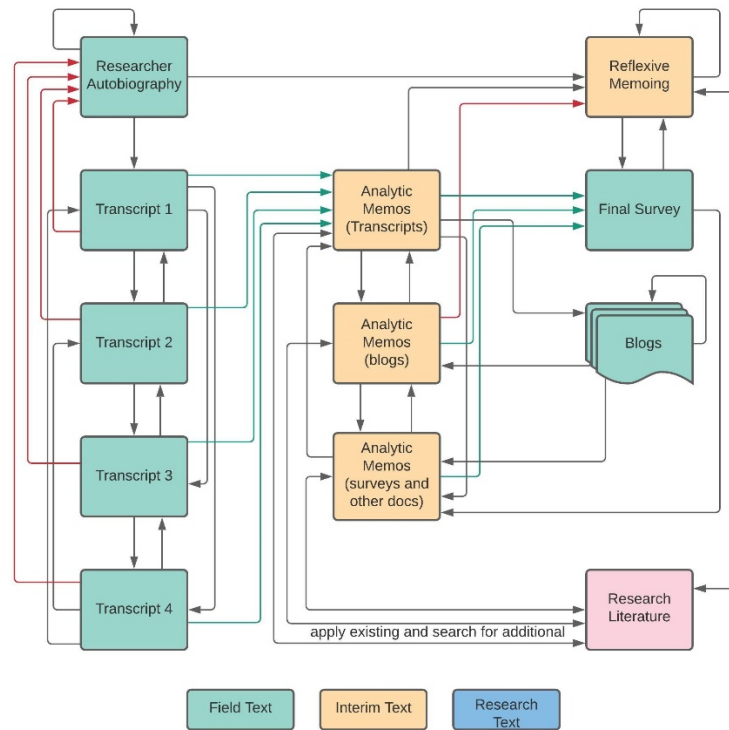 Researcher
Autobiography
Reflexive
Memoing
Transcript 1
Analytic
Memos
(Transcripts)
Final Survey
Transcript 2
Analytic
Memos
(blogs)
Blogs
Transcript 3
Analytic
Memos
(surveys and
other docs)
Transcript 4
Research
Literature
apply existing and search for additional
Field Text
Interim Text
Research
Text